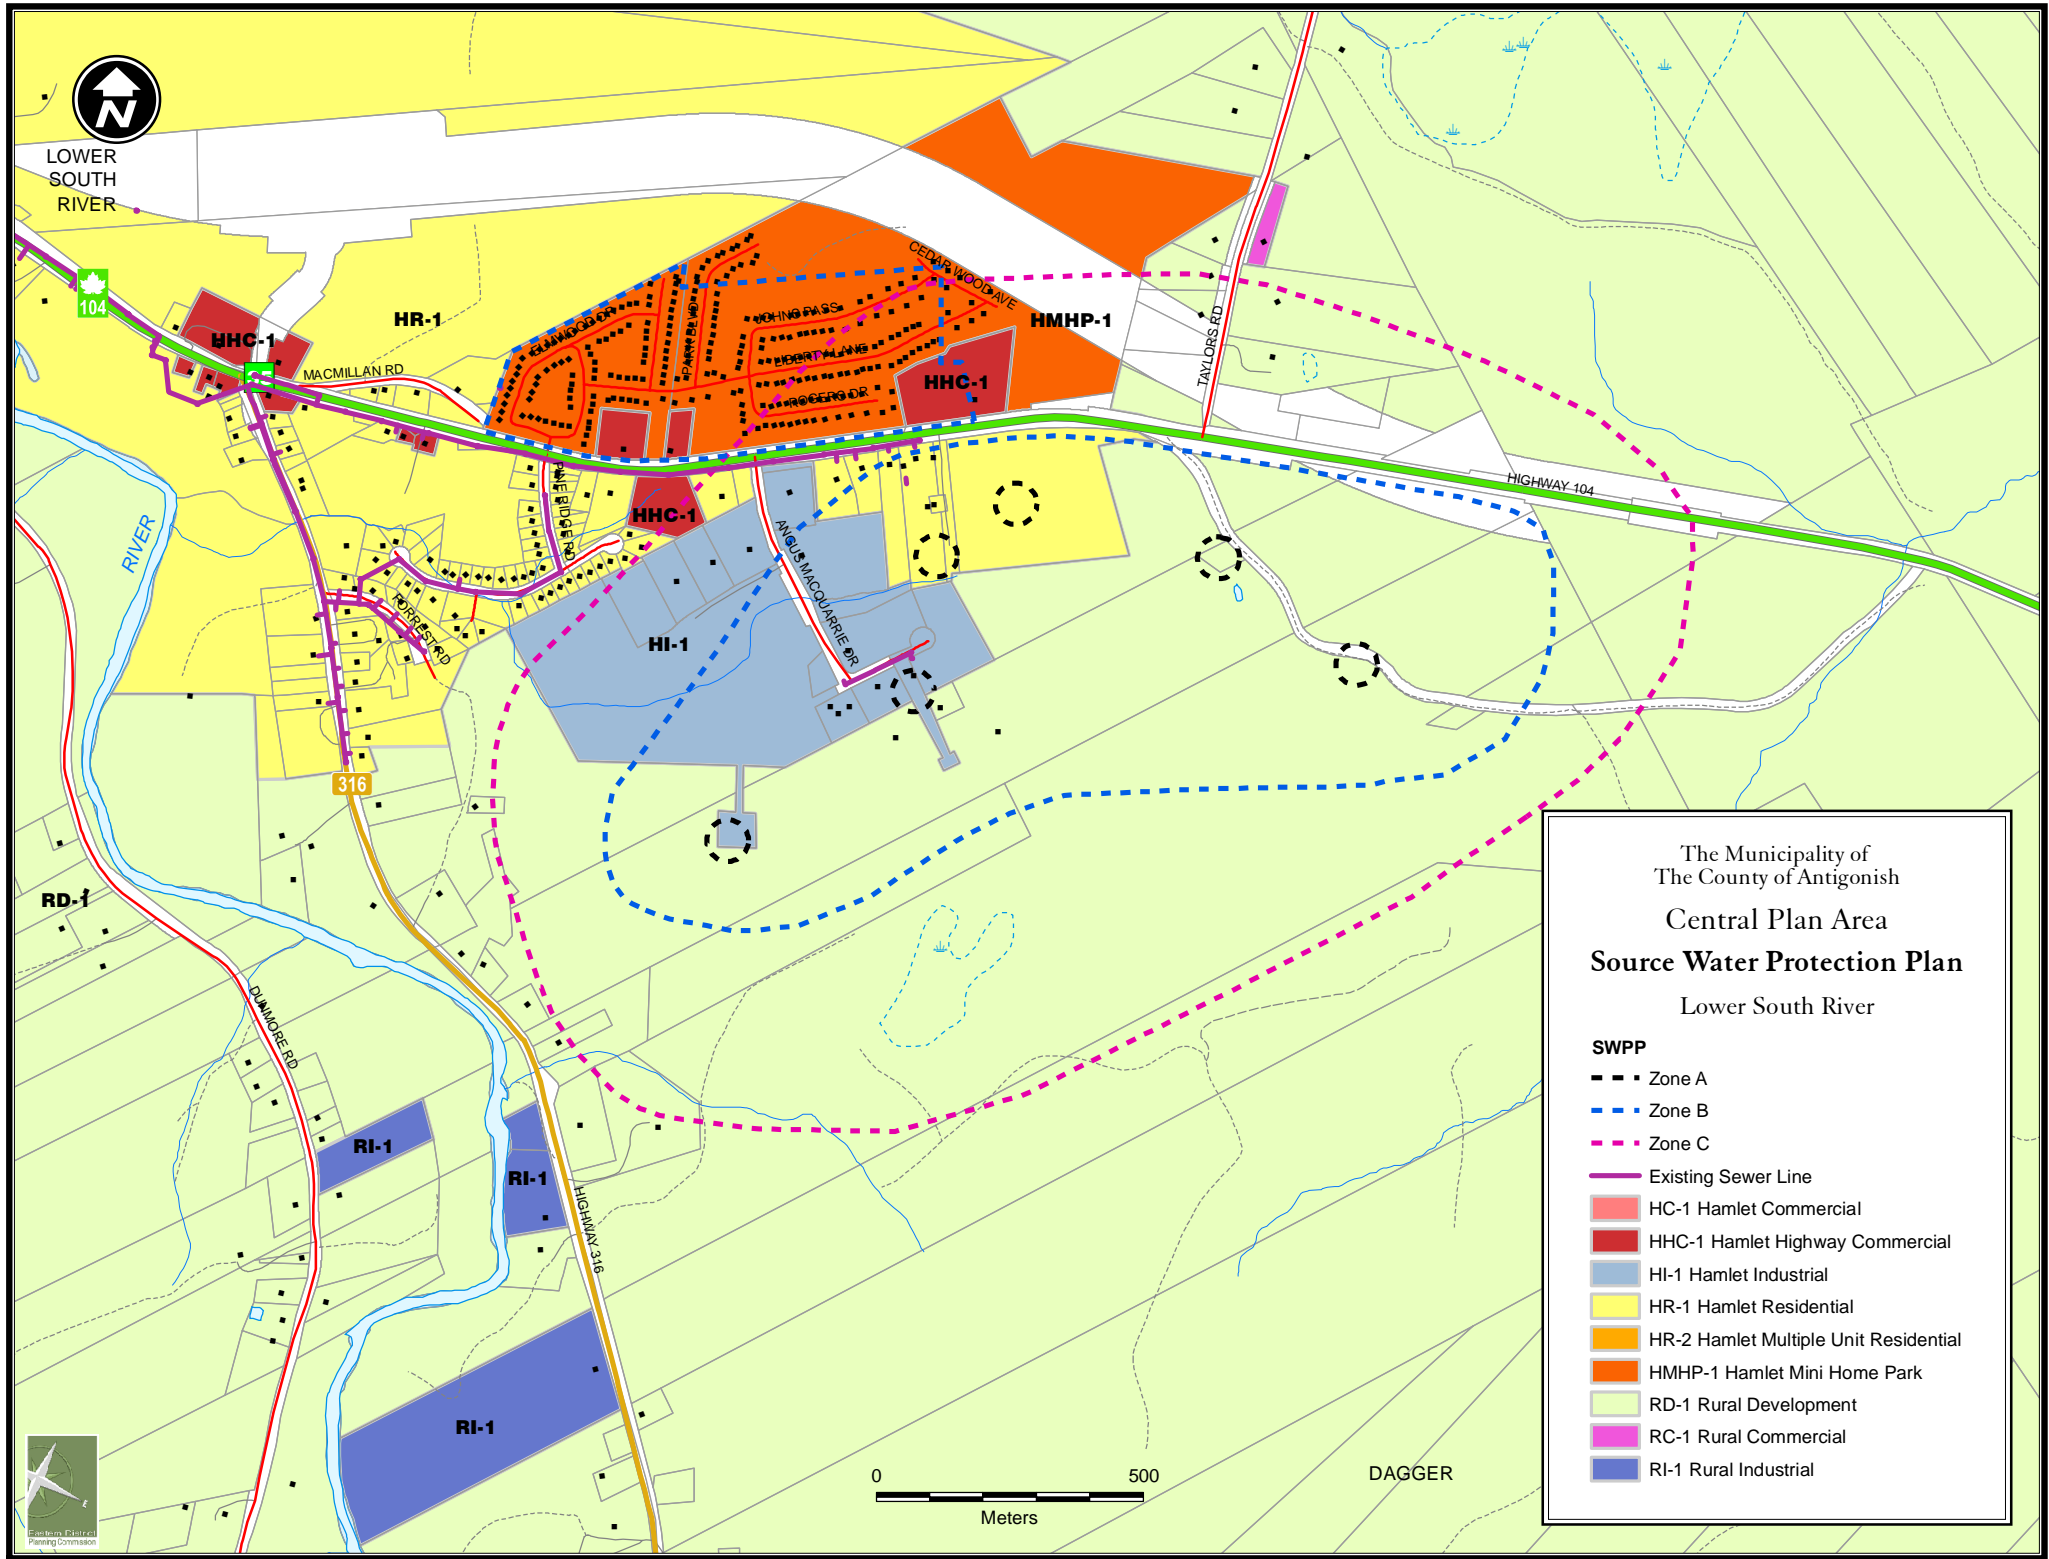 N
LOWER
SOUTH
RIVER
104
HHC-1
HR-1
MACMILLAN RD
ELMWOOD DR
PARK BLVD
JOHNS PASS
LIBERTY LANE
ROGERS DR
CEDAR WOOD AVE
HMHP-1
HHC-1
TAYLORS RD
HIGHWAY 104
RIVER
PINE RIDGE RD
HHC-1
ANGUS MACQUARRIE DR
FORREST RD
HI-1
316
RD-1
DUNMORE RD
RI-1
RI-1
HIGHWAY 316
RI-1
0 500
Meters
DAGGER
The Municipality of
The County of Antigonish
Central Plan Area
Source Water Protection Plan
Lower South River
SWPP
Zone A
Zone B
Zone C
Existing Sewer Line
HC-1 Hamlet Commercial
HHC-1 Hamlet Highway Commercial
HI-1 Hamlet Industrial
HR-1 Hamlet Residential
HR-2 Hamlet Multiple Unit Residential
HMHP-1 Hamlet Mini Home Park
RD-1 Rural Development
RC-1 Rural Commercial
RI-1 Rural Industrial
E
Eastern District
Planning Commission